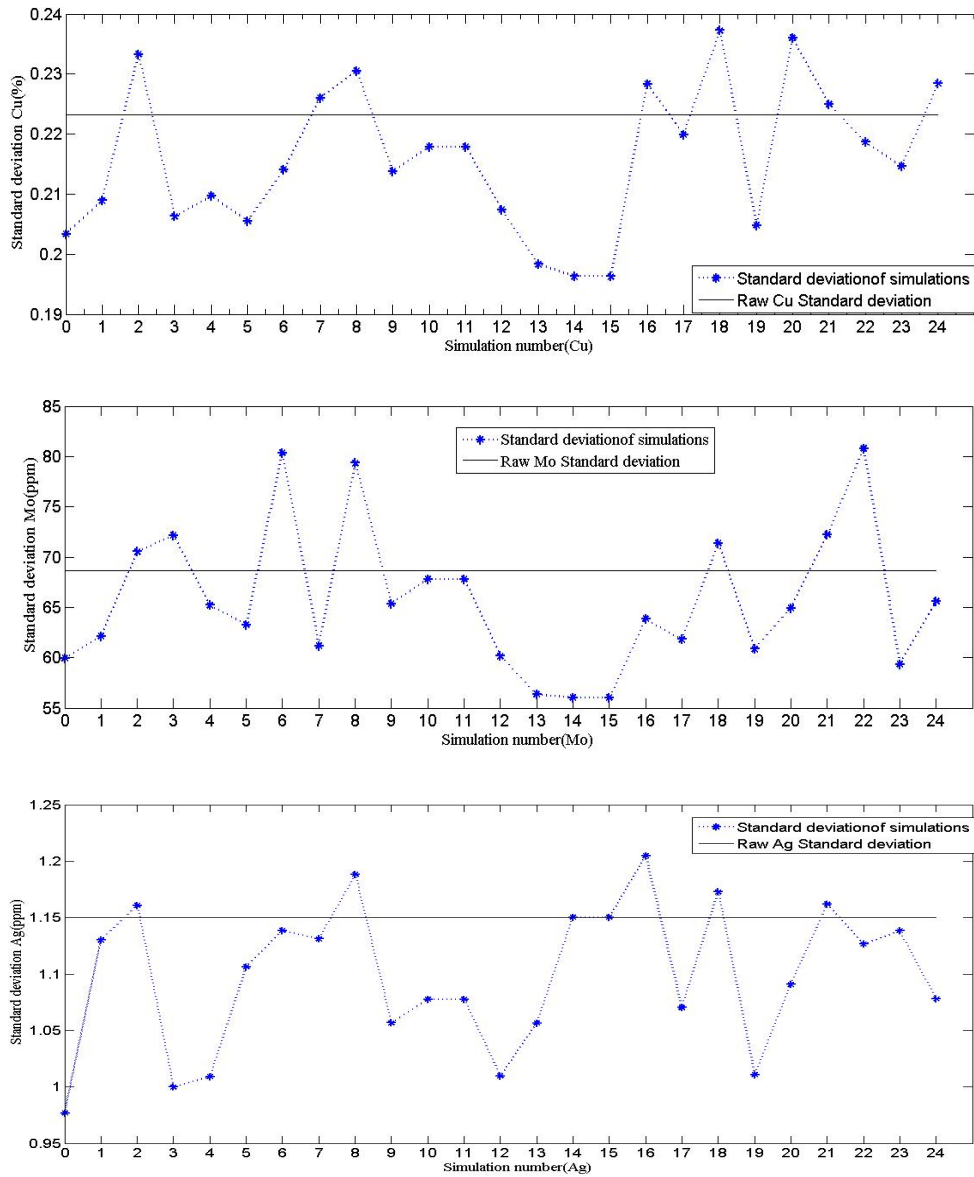 0.24
0.23
0.22
0.21
0.2
0.19
Standard deviation Cu(%)
Standard deviationof simulations
Raw Cu Standard deviation
0 1 2 3 4 5 6 7 8 9 10 11 12 13 14 15 16 17 18 19 20 21 22 23 24
Simulation number(Cu)
85
80
75
70
65
60
55
Standard deviation Mo(ppm)
Standard deviationof simulations
Raw Mo Standard deviation
0 1 2 3 4 5 6 7 8 9 10 11 12 13 14 15 16 17 18 19 20 21 22 23 24
Simulation number(Mo)
1.25
1.2
1.15
1.1
1.05
1
0.95
Standard deviation Ag(ppm)
Standard deviationof simulations
Raw Ag Standard deviation
0 1 2 3 4 5 6 7 8 9 10 11 12 13 14 15 16 17 18 19 20 21 22 23 24
Simulation number(Ag)